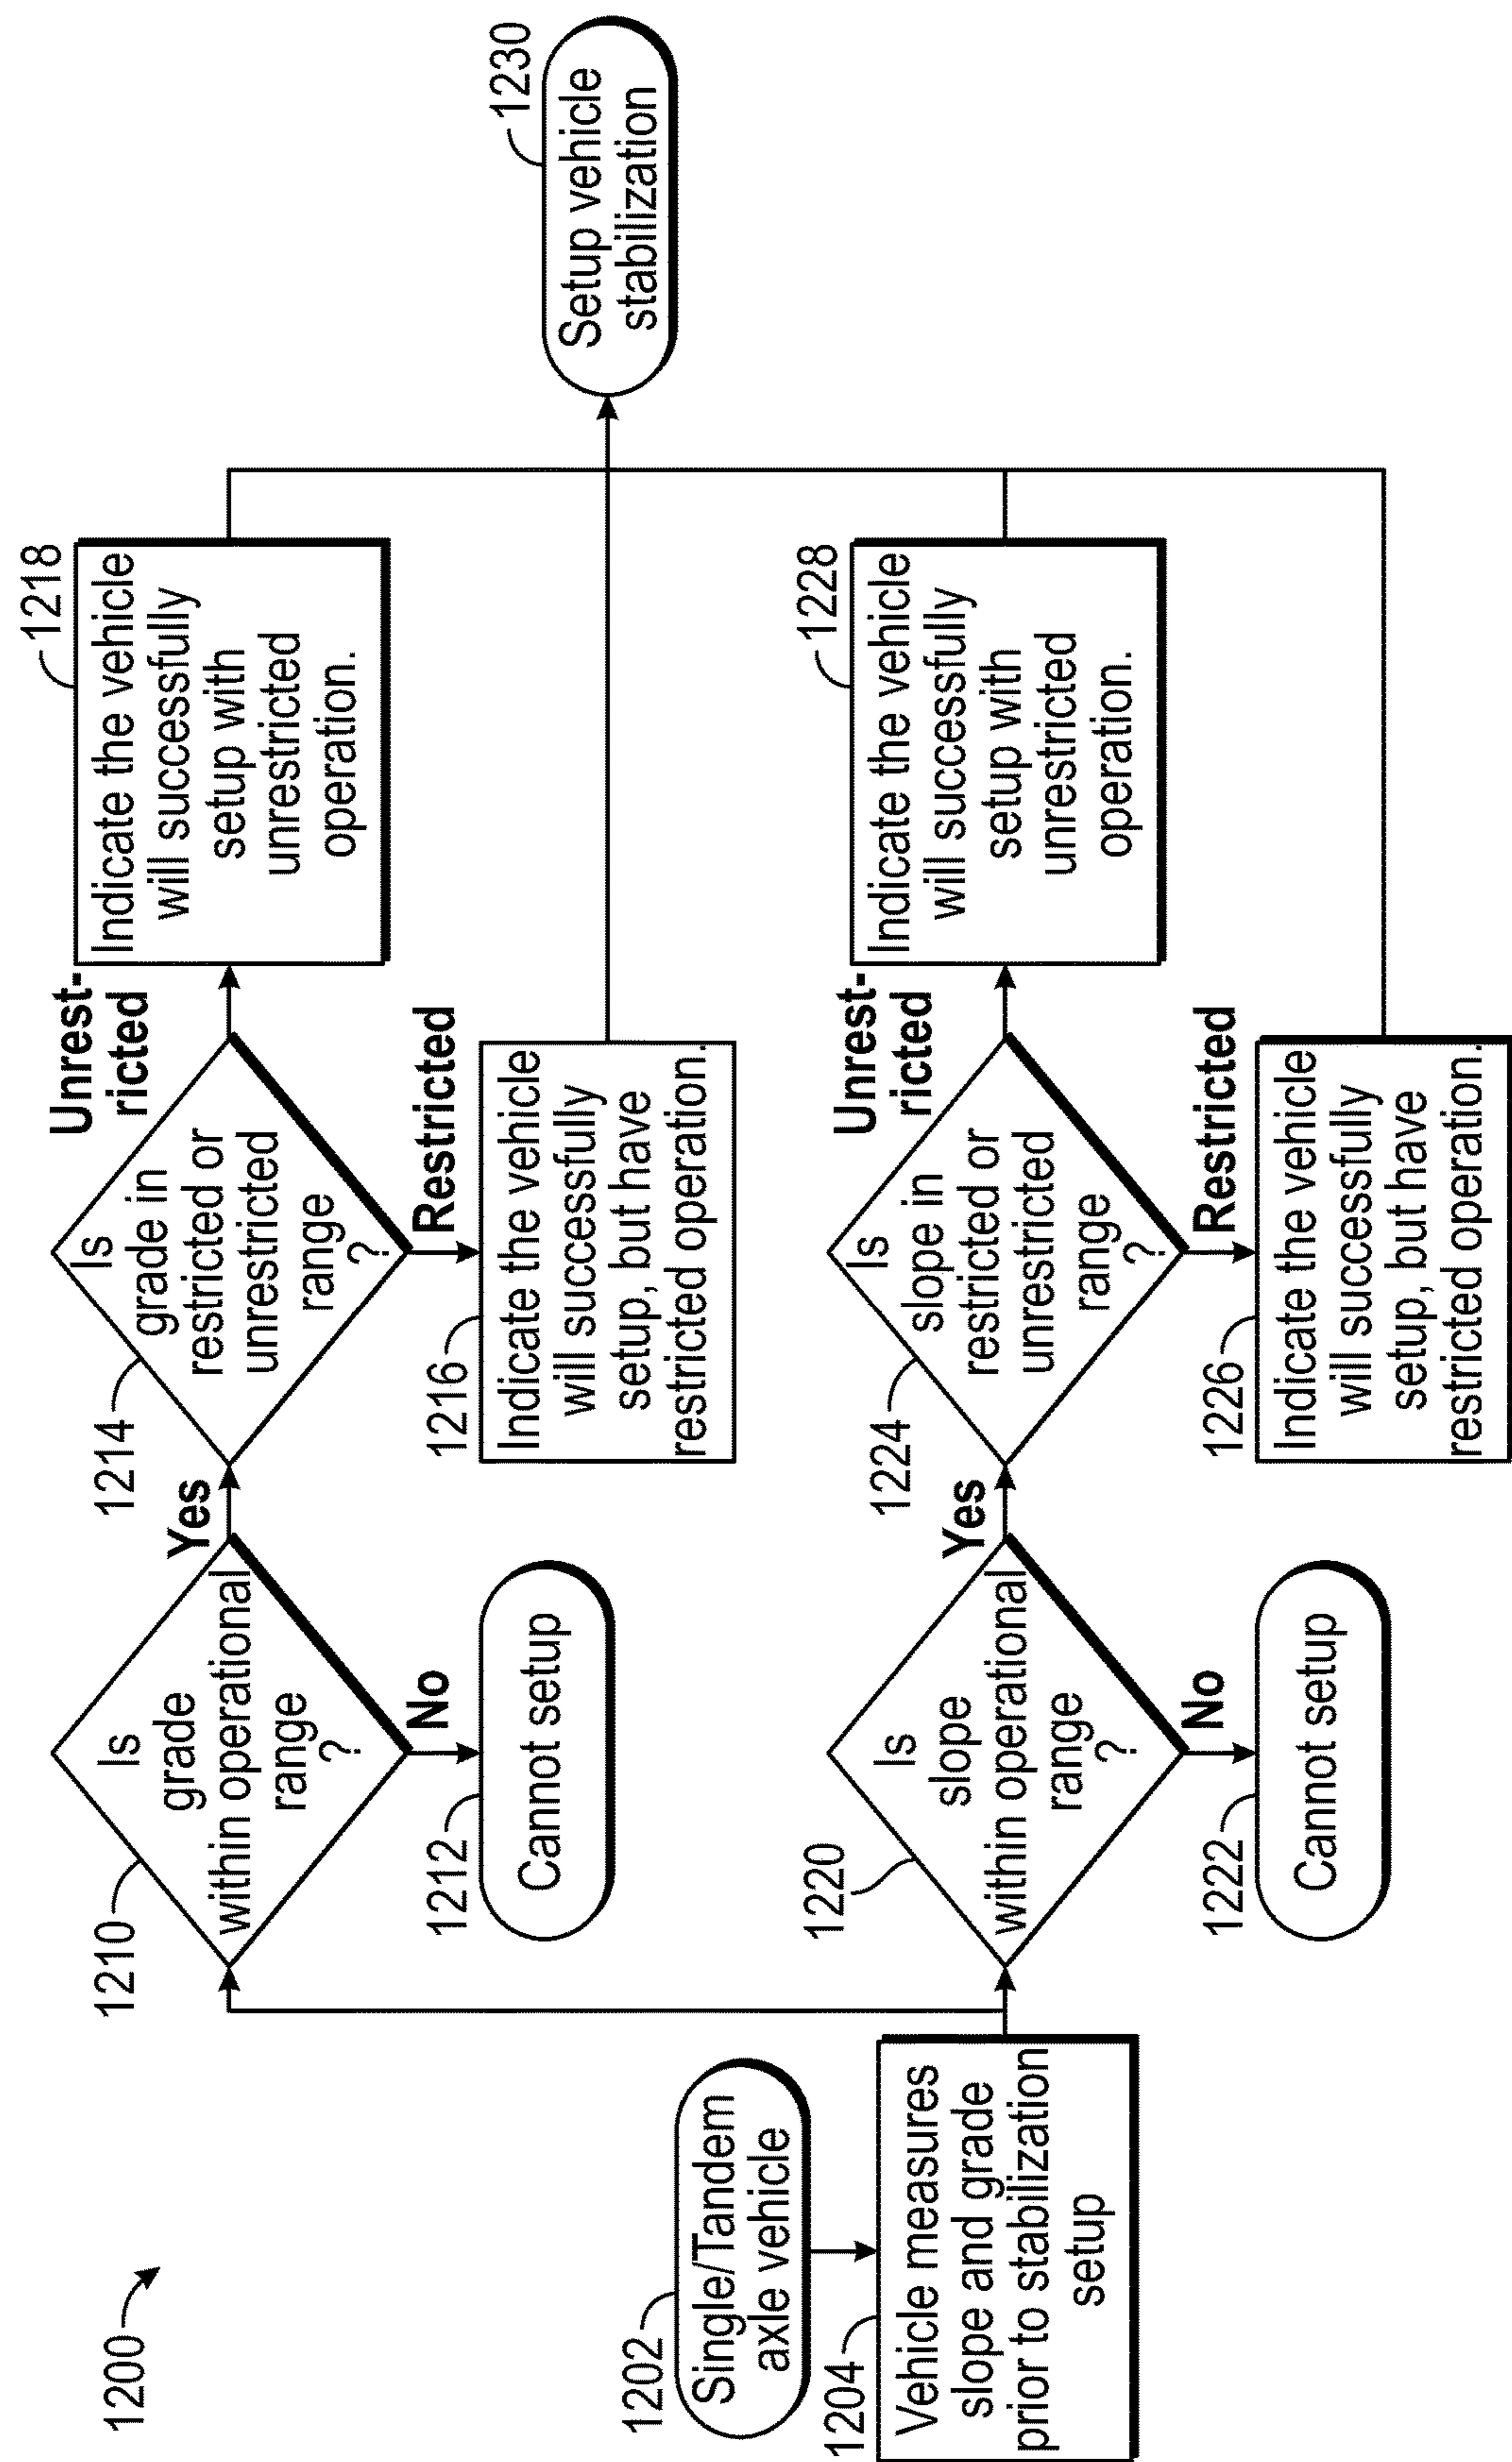 1200
1202
Single/Tandem
axle vehicle
1204
Vehicle measures
slope and grade
prior to stabilization
setup
1210
Is
grade
within operational
range
?
Yes
No
1212
Cannot setup
1214
Is
grade in
restricted or
unrestricted
range
?
Unrest-
ricted
Restricted
1216
Indicate the vehicle
will successfully
setup, but have
restricted operation.
1218
Indicate the vehicle
will successfully
setup with
unrestricted
operation.
1220
Is
slope
within operational
range
?
Yes
No
1222
Cannot setup
1224
Is
slope in
restricted or
unrestricted
range
?
Unrest-
ricted
Restricted
1226
Indicate the vehicle
will successfully
setup, but have
restricted operation.
1228
Indicate the vehicle
will successfully
setup with
unrestricted
operation.
1230
Setup vehicle
stabilization